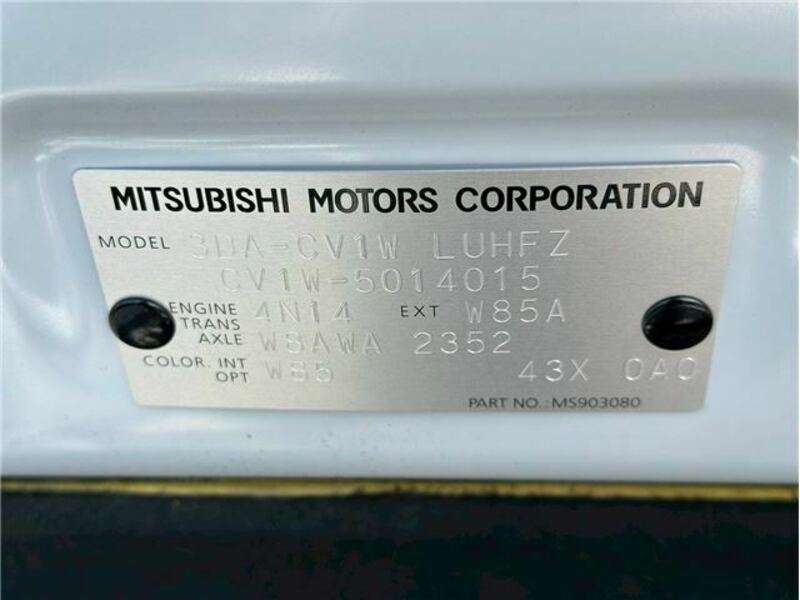 MITSUBISHI MOTORS CORPORATION
MODEL 3DA-CV1W LUHFZ
CV1W-5014015
ENGINE 4N14 EXT W85A
TRANS
AXLE W8AWA 2352
COLOR. INT W85 43X 0A0
OPT
PART NO.: MS903080